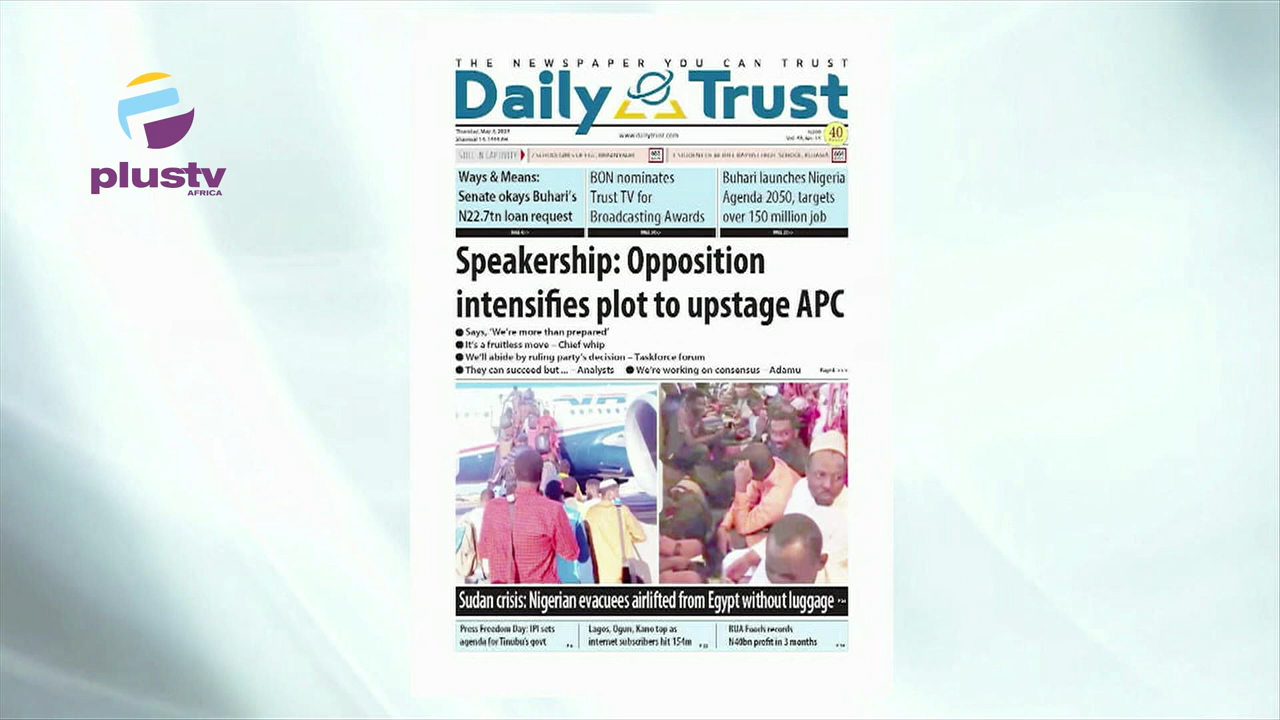 plustv
AFRICA
THE NEWSPAPER YOU CAN TRUST
Daily Trust
www.dailytrust.com
40
STILL IN CAPTIVITY
Ways & Means:
Senate okays Buhari's
N22.7tn loan request
BON nominates
Trust TV for
Broadcasting Awards
Buhari launches Nigeria
Agenda 2050, targets
over 150 million job
Speakership: Opposition
intensifies plot to upstage APC
Says, 'We're more than prepared'
It's a fruitless move – Chief whip
We'll abide by ruling party's decision – Taskforce forum
They can succeed but ... – Analysts
We're working on consensus – Adamu
Sudan crisis: Nigerian evacuees airlifted from Egypt without luggage
Press Freedom Day: IPI sets
agenda for Tinubu's govt
Lagos, Ogun, Kano top as
internet subscribers hit 154m
BUA Foods records
N40bn profit in 3 months